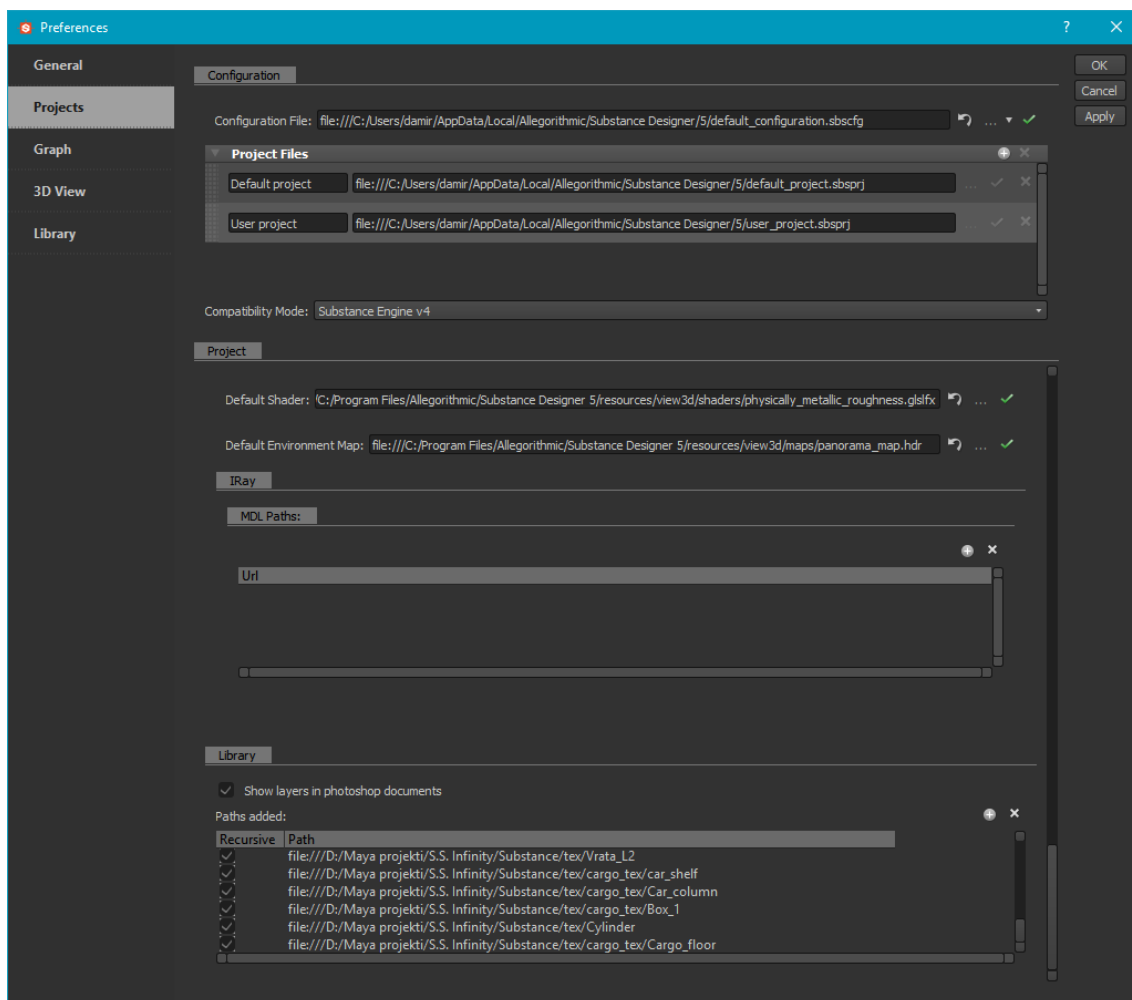 Preferences
?
General
Projects
Graph
3D View
Library
OK
Cancel
Apply
Configuration
Configuration File: file:///C:/Users/damir/AppData/Local/Allegorithmic/Substance Designer/5/default_configuration.sbscfg ...
Project Files
Default project file:///C:/Users/damir/AppData/Local/Allegorithmic/Substance Designer/5/default_project.sbsprj ...
User project file:///C:/Users/damir/AppData/Local/Allegorithmic/Substance Designer/5/user_project.sbsprj ...
Compatibility Mode: Substance Engine v4
Project
Default Shader: /C:/Program Files/Allegorithmic/Substance Designer 5/resources/view3d/shaders/physically_metallic_roughness.glslfx ...
Default Environment Map: file:///C:/Program Files/Allegorithmic/Substance Designer 5/resources/view3d/maps/panorama_map.hdr ...
IRay
MDL Paths:
Url
Library
Show layers in photoshop documents
Paths added:
Recursive Path
file:///D:/Maya projekti/S.S. Infinity/Substance/tex/Vrata_L2
file:///D:/Maya projekti/S.S. Infinity/Substance/tex/cargo_tex/car_shelf
file:///D:/Maya projekti/S.S. Infinity/Substance/tex/cargo_tex/Car_column
file:///D:/Maya projekti/S.S. Infinity/Substance/tex/cargo_tex/Box_1
file:///D:/Maya projekti/S.S. Infinity/Substance/tex/Cylinder
file:///D:/Maya projekti/S.S. Infinity/Substance/tex/cargo_tex/Cargo_floor